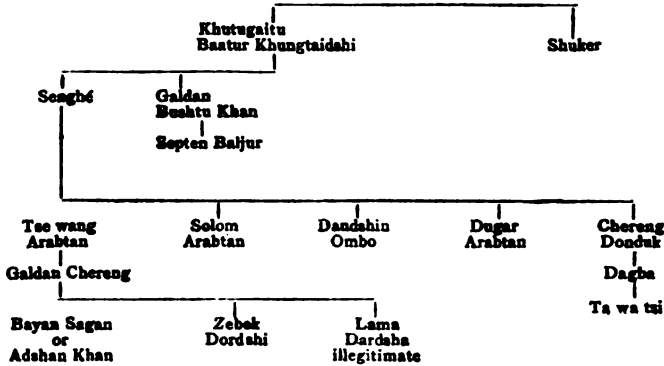 Khutugaitu
Baatur Khungtaidshi
Shuker
Senghé
Galdan
Bushtu Khan
Septen Baljur
Tse wang
Arabtan
Solom
Arabtan
Dandshin
Ombo
Dugar
Arabtan
Chereng
Donduk
Galdan Chereng
Dagba
Ta wa tsi
Bayan Sagan
or
Adshan Khan
Zebek
Dordshi
Lama
Dardsha
illegitimate